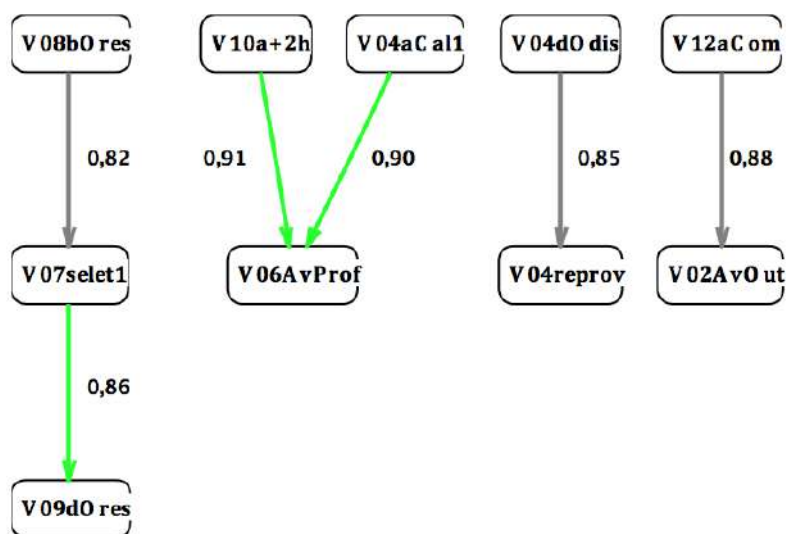 V08bOres V10a+2h V04aCal1 V04dOdis V12aCom
0,82 0,91 0,90 0,85 0,88
V07selet1 V06AvProf V04reprov V02AvOut
0,86
V09dOres